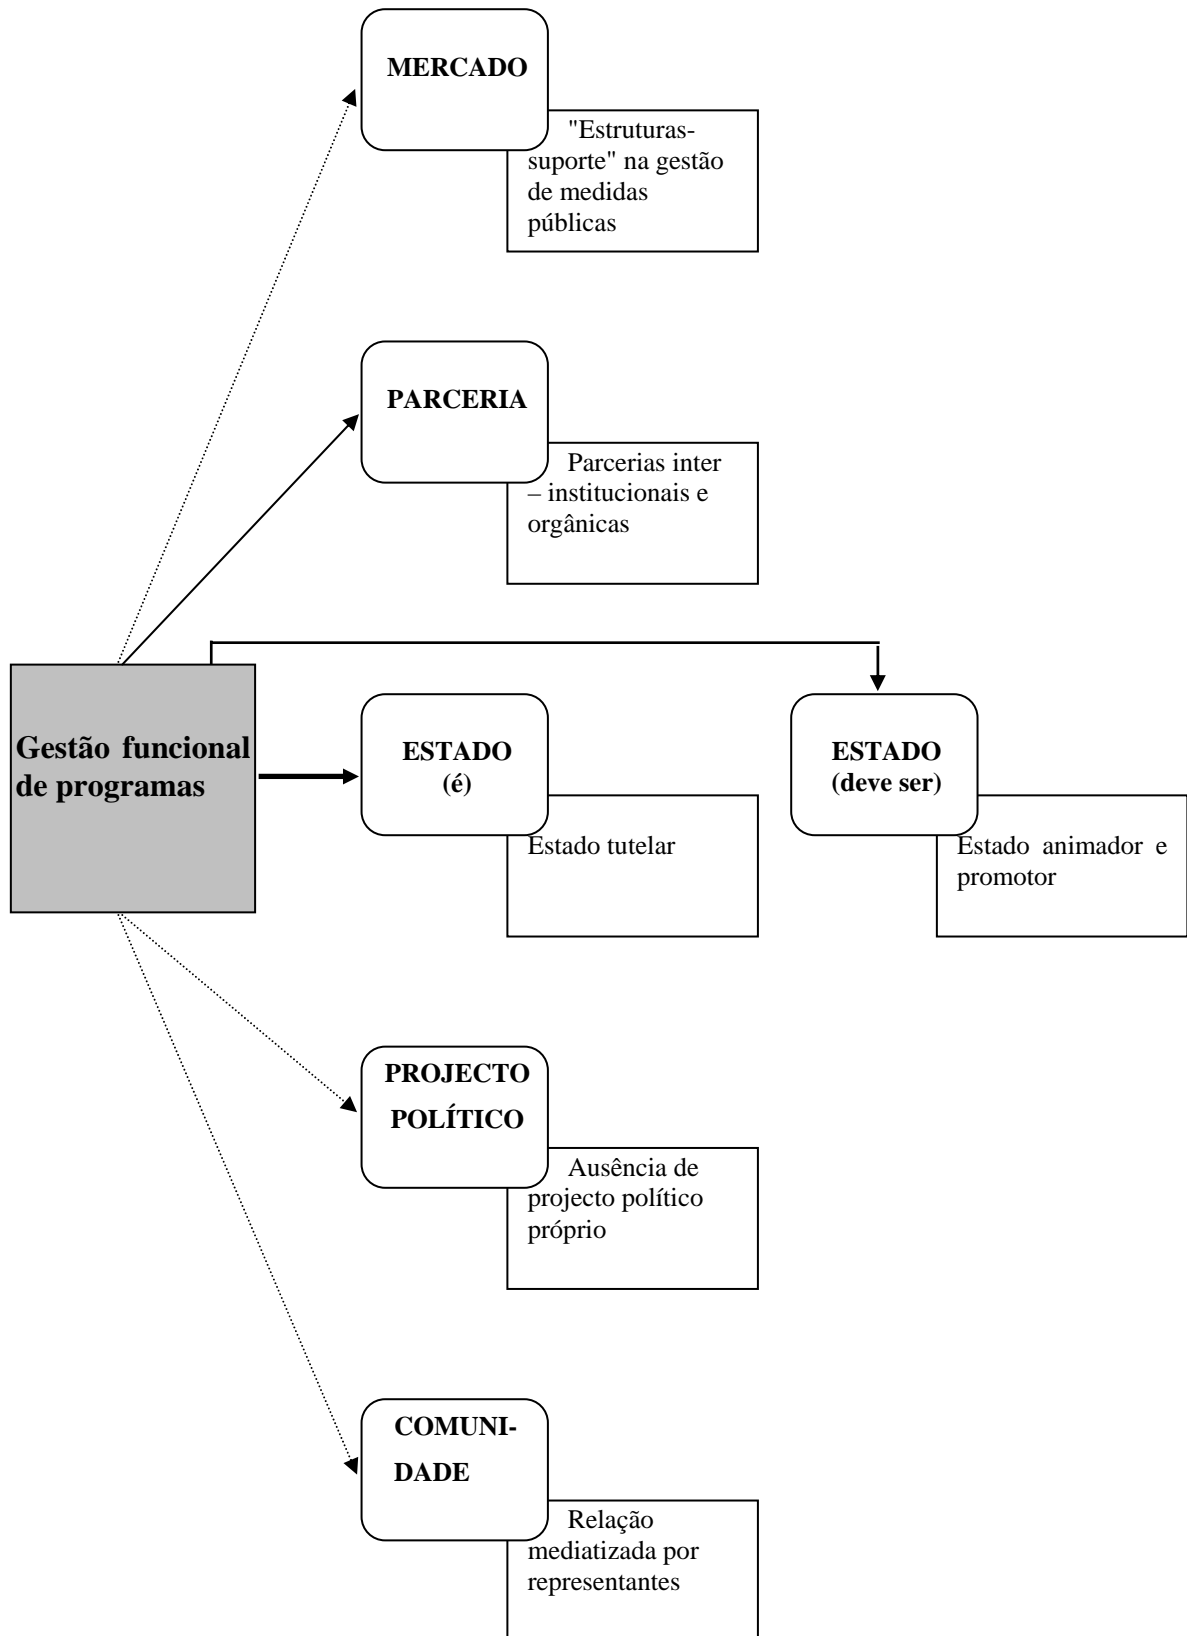 MERCADO
"Estruturas-
suporte" na gestão
de medidas
públicas
PARCERIA
Parcerias inter
– institucionais e
orgânicas
Gestão funcional
de programas
ESTADO
(é)
Estado tutelar
ESTADO
(deve ser)
Estado animador e
promotor
PROJECTO
POLÍTICO
Ausência de
projecto político
próprio
COMUNI-
DADE
Relação
mediatizada por
representantes